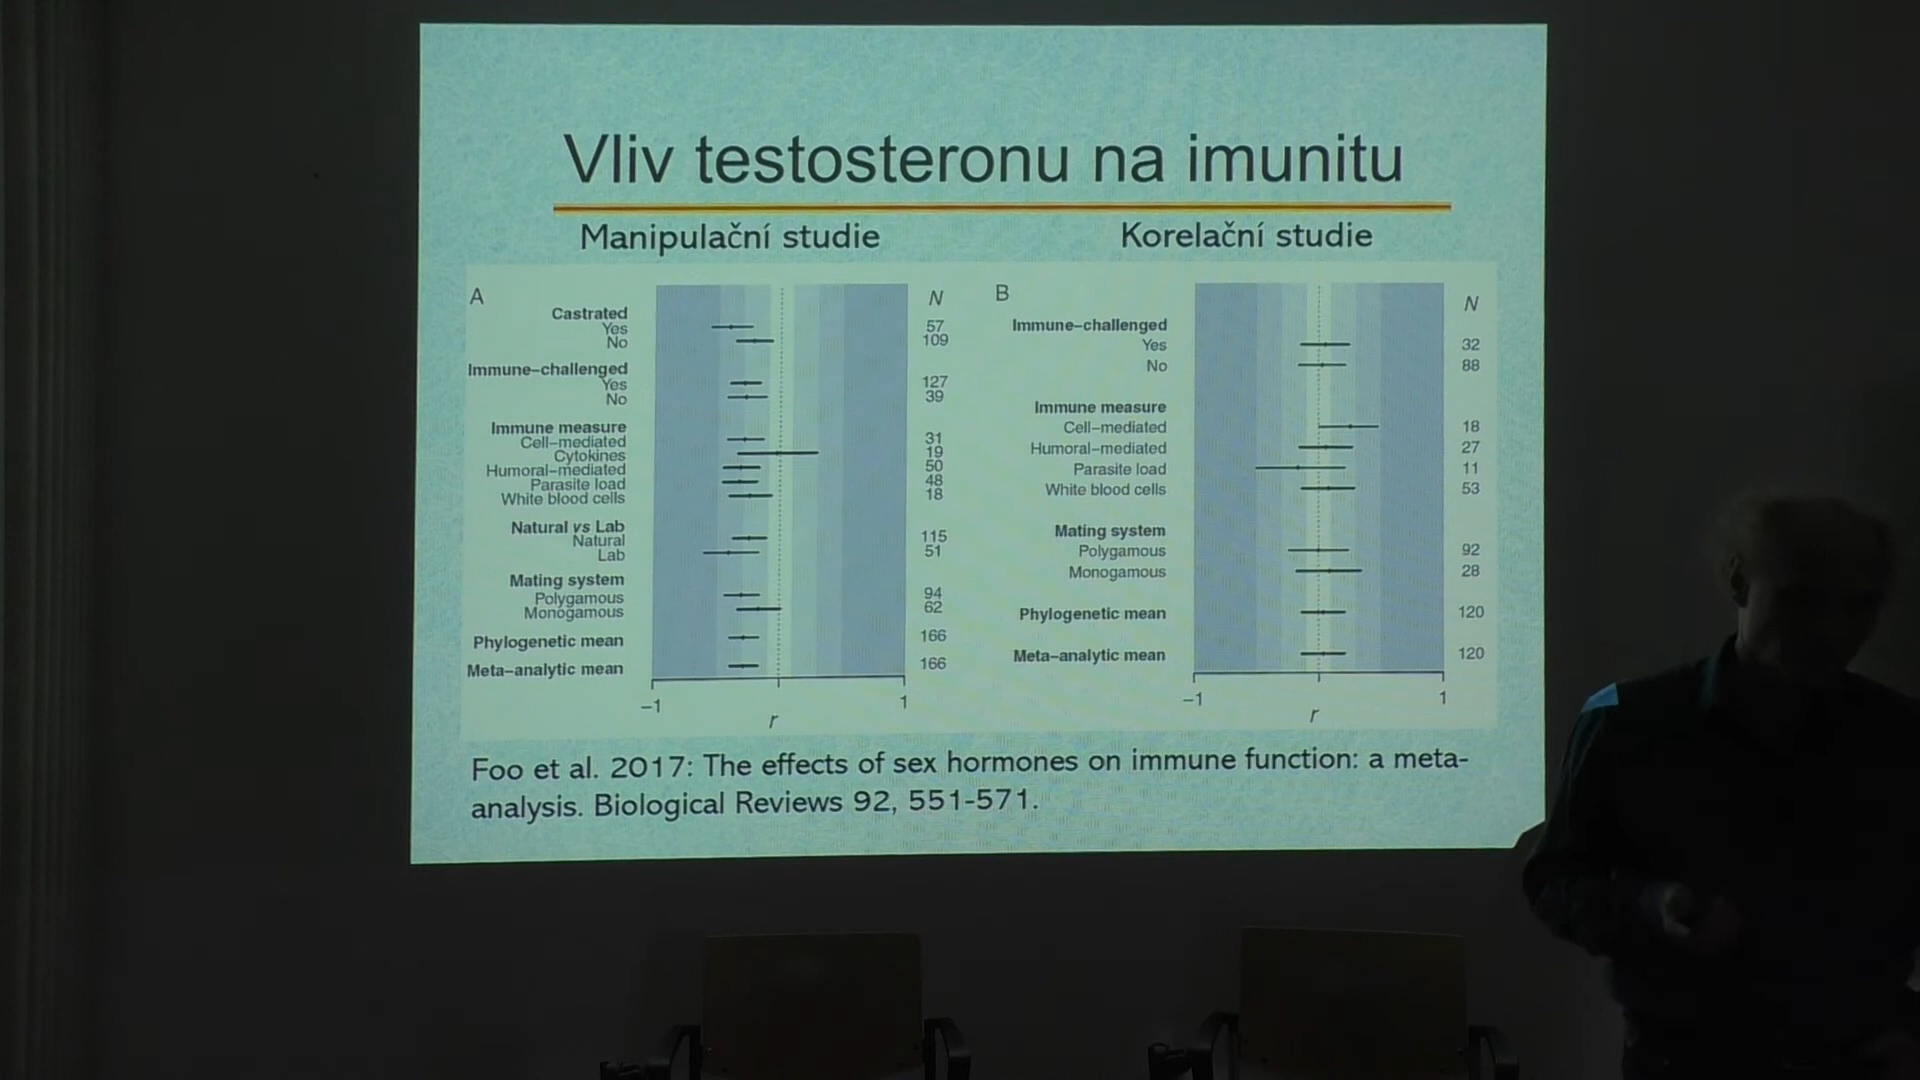 Vliv testosteronu na imunitu
Manipulační studie
Korelační studie
A
N
Castrated
Yes 57
No 109
Immune–challenged
Yes 127
No 39
Immune measure
Cell–mediated 31
Cytokines 19
Humoral–mediated 50
Parasite load 48
White blood cells 18
Natural vs Lab
Natural 115
Lab 51
Mating system
Polygamous 94
Monogamous 62
Phylogenetic mean 166
Meta–analytic mean 166
–1 1
r
B
N
Immune–challenged
Yes 32
No 88
Immune measure
Cell–mediated 18
Humoral–mediated 27
Parasite load 11
White blood cells 53
Mating system
Polygamous 92
Monogamous 28
Phylogenetic mean 120
Meta–analytic mean 120
–1 1
r
Foo et al. 2017: The effects of sex hormones on immune function: a meta-
analysis. Biological Reviews 92, 551-571.